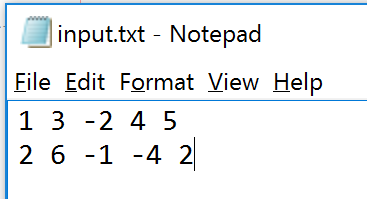 input.txt - Notepad
File Edit Format View Help
1 3 -2 4 5
2 6 -1 -4 2